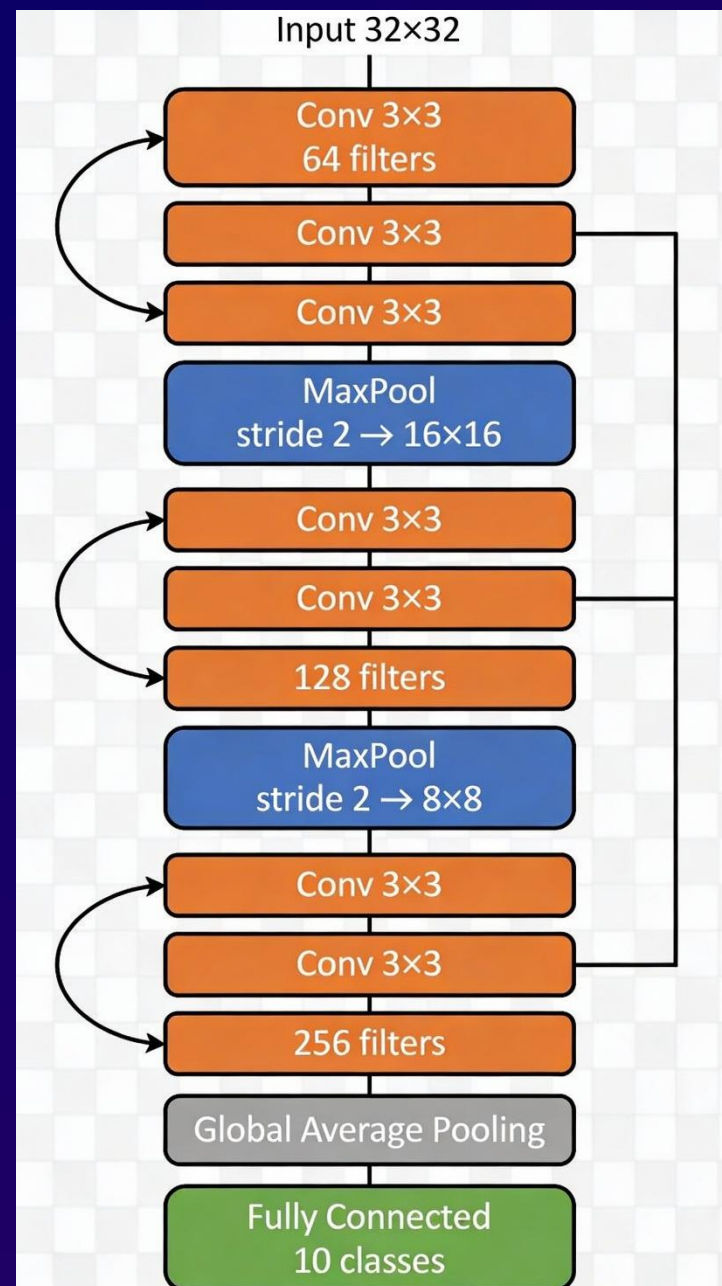 Input 32×32
Conv 3×3
64 filters
Conv 3×3
Conv 3×3
MaxPool
stride 2 → 16×16
Conv 3×3
Conv 3×3
128 filters
MaxPool
stride 2 → 8×8
Conv 3×3
Conv 3×3
256 filters
Global Average Pooling
Fully Connected
10 classes